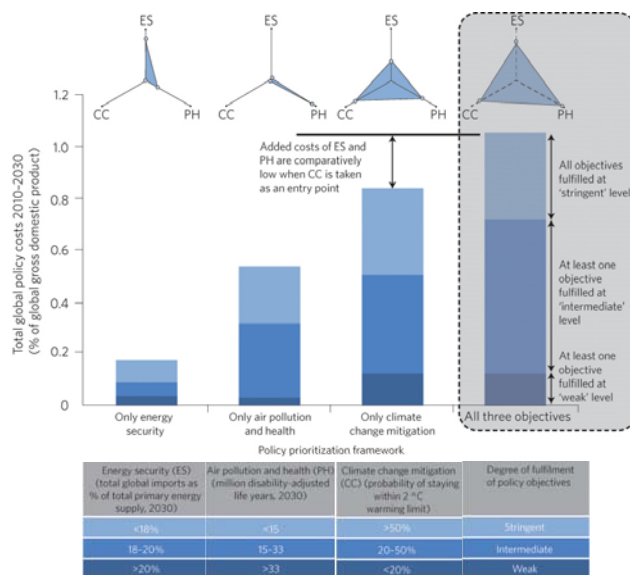 ES
ES
ES
ES
CC
PH
CC
PH
CC
PH
CC
PH
Total global policy costs 2010–2030
(% of global gross domestic product)
1.2
1.0
0.8
0.6
0.4
0.2
0
Added costs of ES and
PH are comparatively
low when CC is taken
as an entry point
All objectives
fulfilled at
'stringent' level
At least one
objective
fulfilled at
'intermediate'
level
At least one
objective
fulfilled at
'weak' level
Only energy
security
Only air pollution
and health
Only climate
change mitigation
All three objectives
Policy prioritization framework
Energy security (ES)
(total global imports as
% of total primary energy
supply, 2030)
Air pollution and health (PH)
(million disability-adjusted
life years, 2030)
Climate change mitigation
(CC) (probability of staying
within 2 °C
warming limit)
Degree of fulfilment
of policy objectives
<18%
<15
>50%
Stringent
18–20%
15–33
20–50%
Intermediate
>20%
>33
<20%
Weak